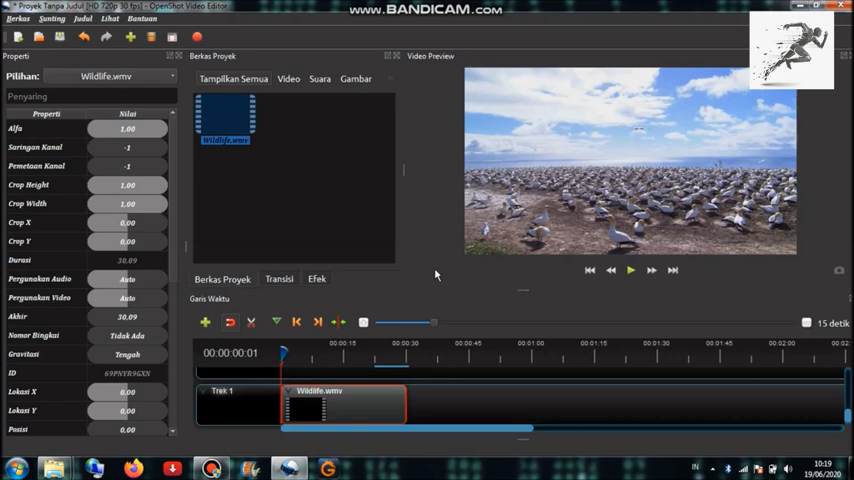 * Proyek Tanpa Judul [HD 720p 30 fps] - OpenShot Video Editor
www.BANDICAM.com
Berkas Sunting Judul Lihat Bantuan
Properti
Berkas Proyek
Video Preview
Pilihan: Wildlife.wmv
Tampilkan Semua Video Suara Gambar
Penyaring
Properti Nilai
Alfa 1,00
Saringan Kanal -1
Pemetaan Kanal -1
Crop Height 1,00
Crop Width 1,00
Crop X 0,00
Crop Y 0,00
Durasi 30.09
Pergunakan Audio Auto
Pergunakan Video Auto
Akhir 30,09
Nomor Bingkai Tidak Ada
Gravitasi Tengah
ID 69PNYR9GXN
Lokasi X 0,00
Lokasi Y 0,00
Posisi 0,00
Wildlife.wmv
Berkas Proyek Transisi Efek
Garis Waktu
15 detik
00:00:00:01
00:00:15 00:00:30 00:00:45 00:01:00 00:01:15 00:01:30 00:01:45 00:02:00
Trek 1
Wildlife.wmv
IN
10:19
19/06/2020